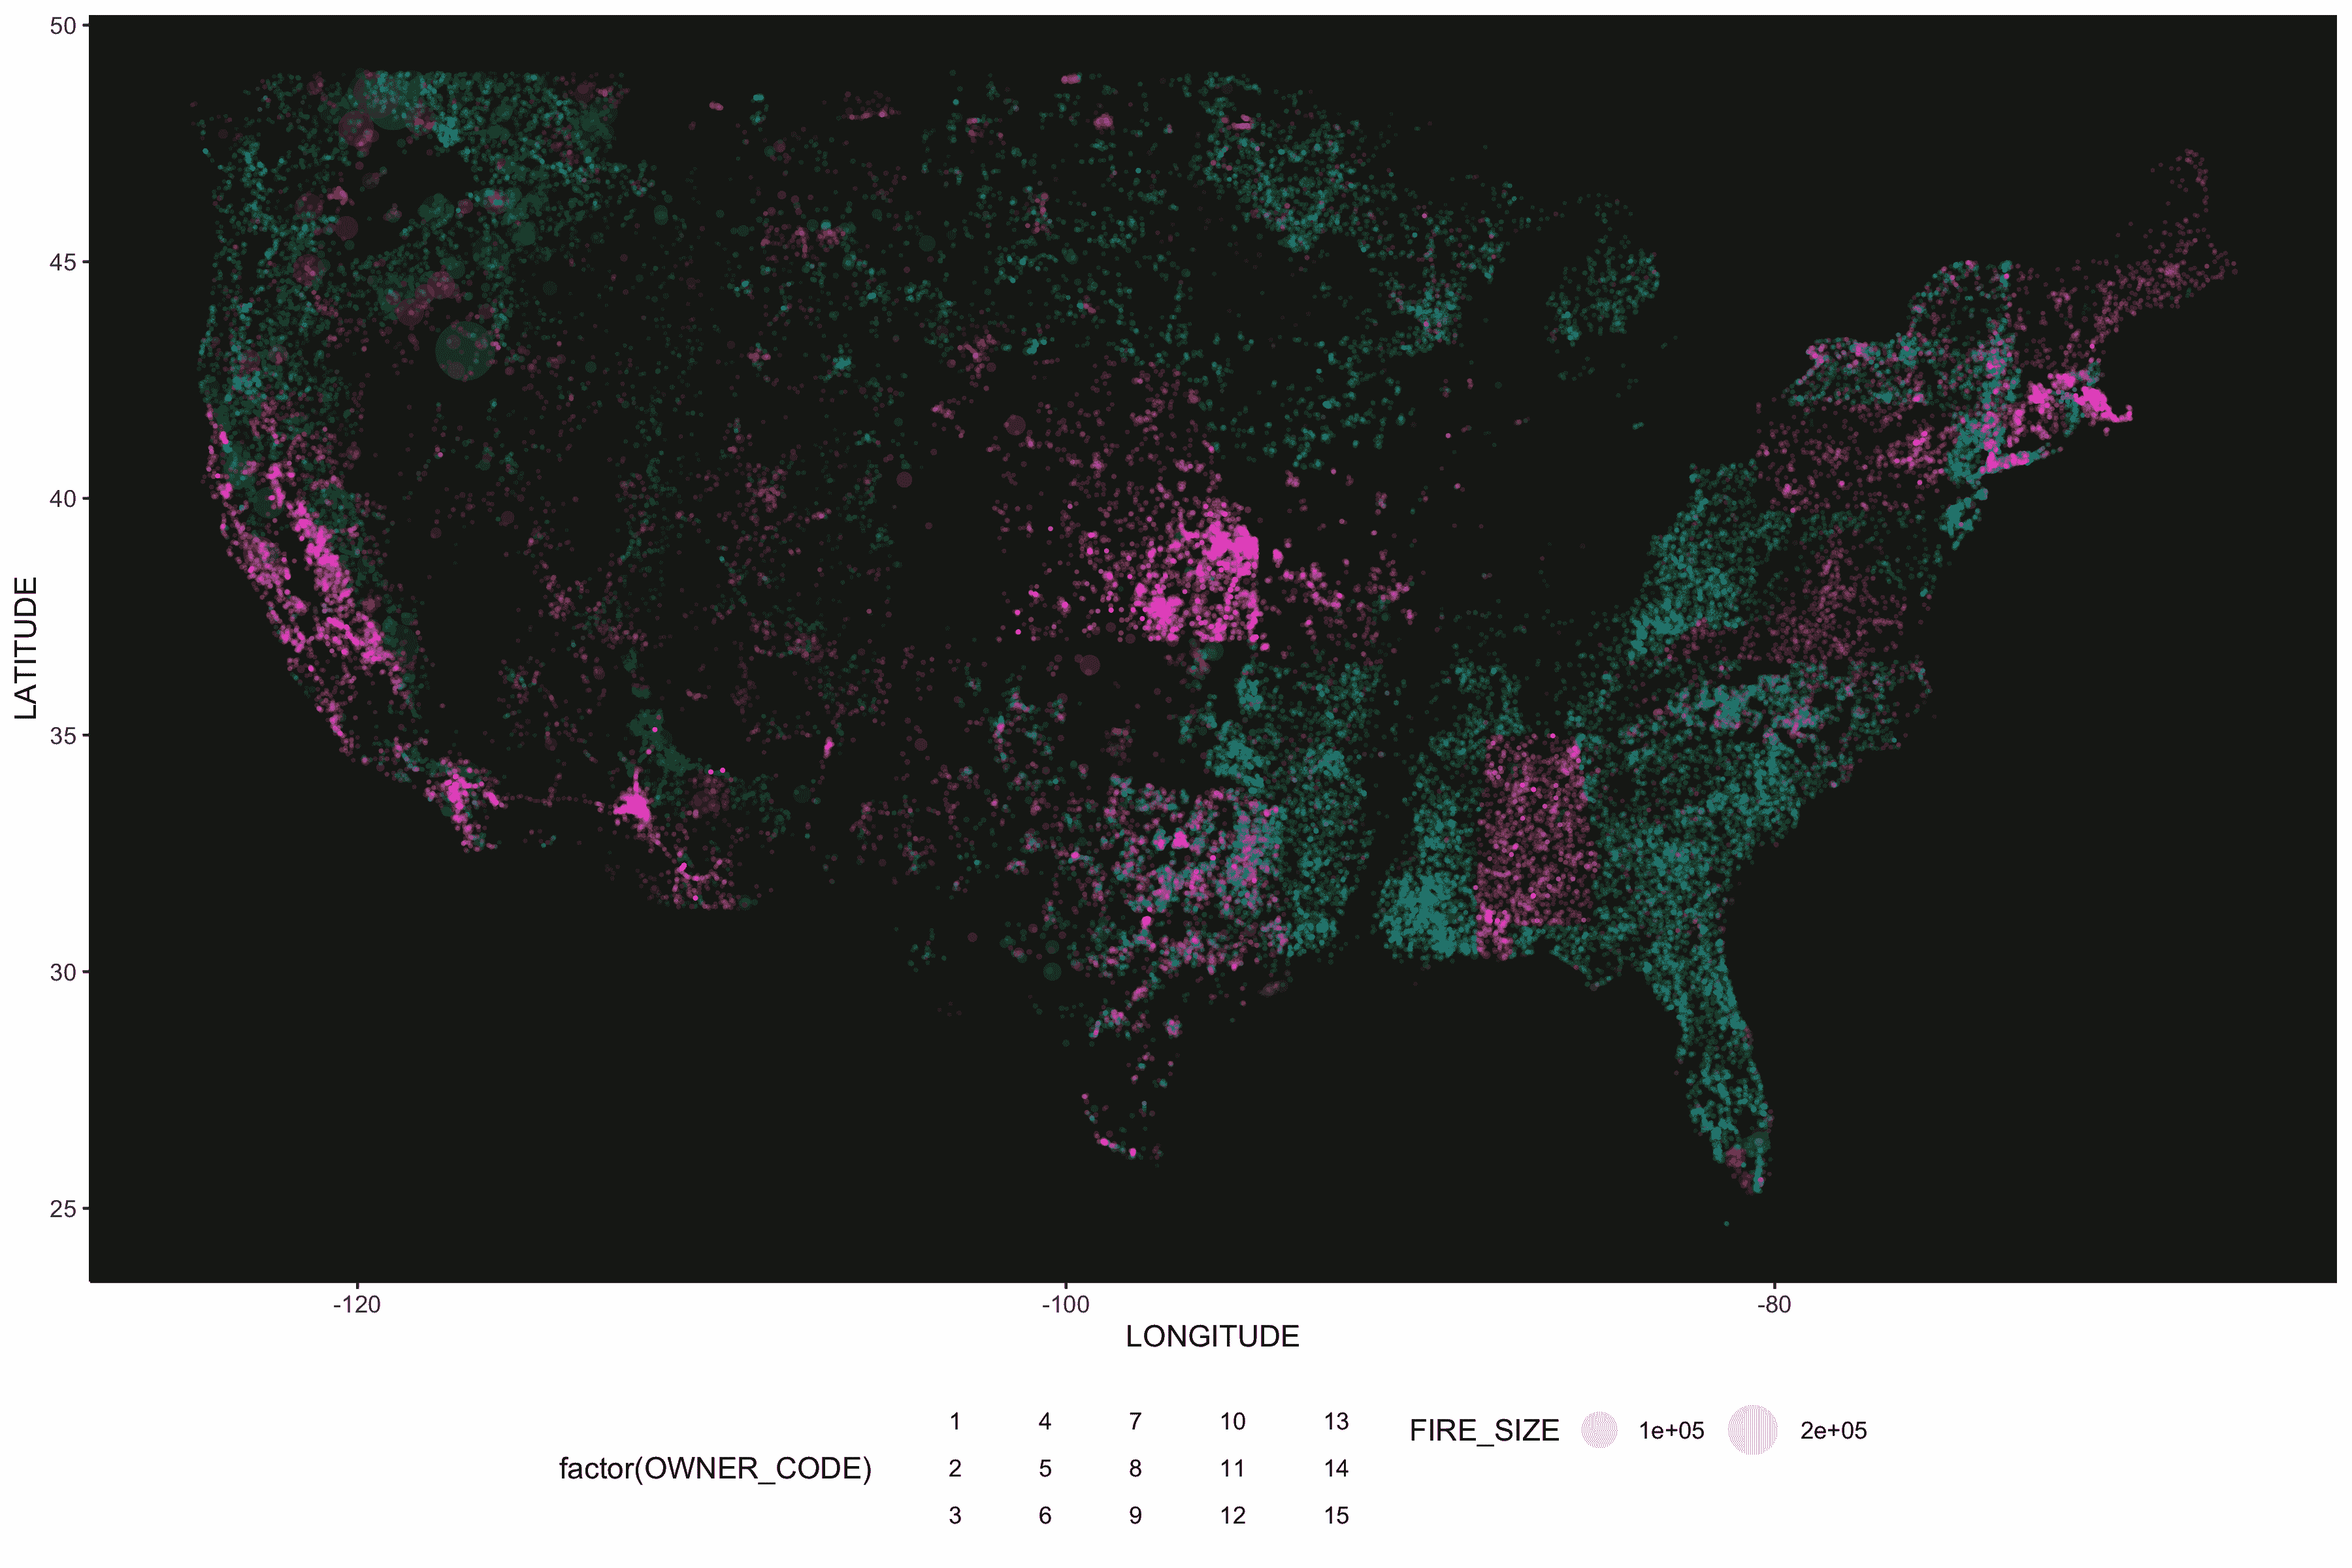 50
45
40
35
30
25
LATITUDE
-120 -100 -80
LONGITUDE
factor(OWNER_CODE)
1 4 7 10 13
2 5 8 11 14
3 6 9 12 15
FIRE_SIZE 1e+05 2e+05